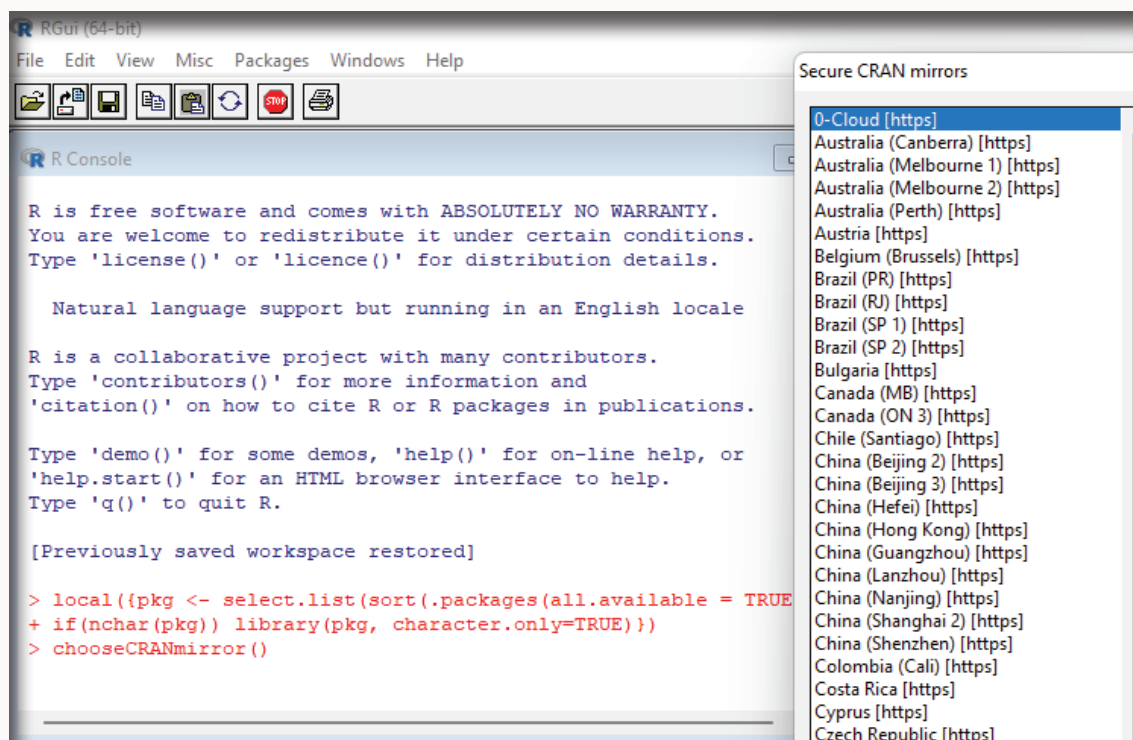 RGui (64-bit)
File Edit View Misc Packages Windows Help
STOP
R Console
R is free software and comes with ABSOLUTELY NO WARRANTY.
You are welcome to redistribute it under certain conditions.
Type 'license()' or 'licence()' for distribution details.
Natural language support but running in an English locale
R is a collaborative project with many contributors.
Type 'contributors()' for more information and
'citation()' on how to cite R or R packages in publications.
Type 'demo()' for some demos, 'help()' for on-line help, or
'help.start()' for an HTML browser interface to help.
Type 'q()' to quit R.
[Previously saved workspace restored]
> local({pkg <- select.list(sort(.packages(all.available = TRUE
+ if(nchar(pkg)) library(pkg, character.only=TRUE)})
> chooseCRANmirror()
Secure CRAN mirrors
0-Cloud [https]
Australia (Canberra) [https]
Australia (Melbourne 1) [https]
Australia (Melbourne 2) [https]
Australia (Perth) [https]
Austria [https]
Belgium (Brussels) [https]
Brazil (PR) [https]
Brazil (RJ) [https]
Brazil (SP 1) [https]
Brazil (SP 2) [https]
Bulgaria [https]
Canada (MB) [https]
Canada (ON 3) [https]
Chile (Santiago) [https]
China (Beijing 2) [https]
China (Beijing 3) [https]
China (Hefei) [https]
China (Hong Kong) [https]
China (Guangzhou) [https]
China (Lanzhou) [https]
China (Nanjing) [https]
China (Shanghai 2) [https]
China (Shenzhen) [https]
Colombia (Cali) [https]
Costa Rica [https]
Cyprus [https]
Czech Republic [https]